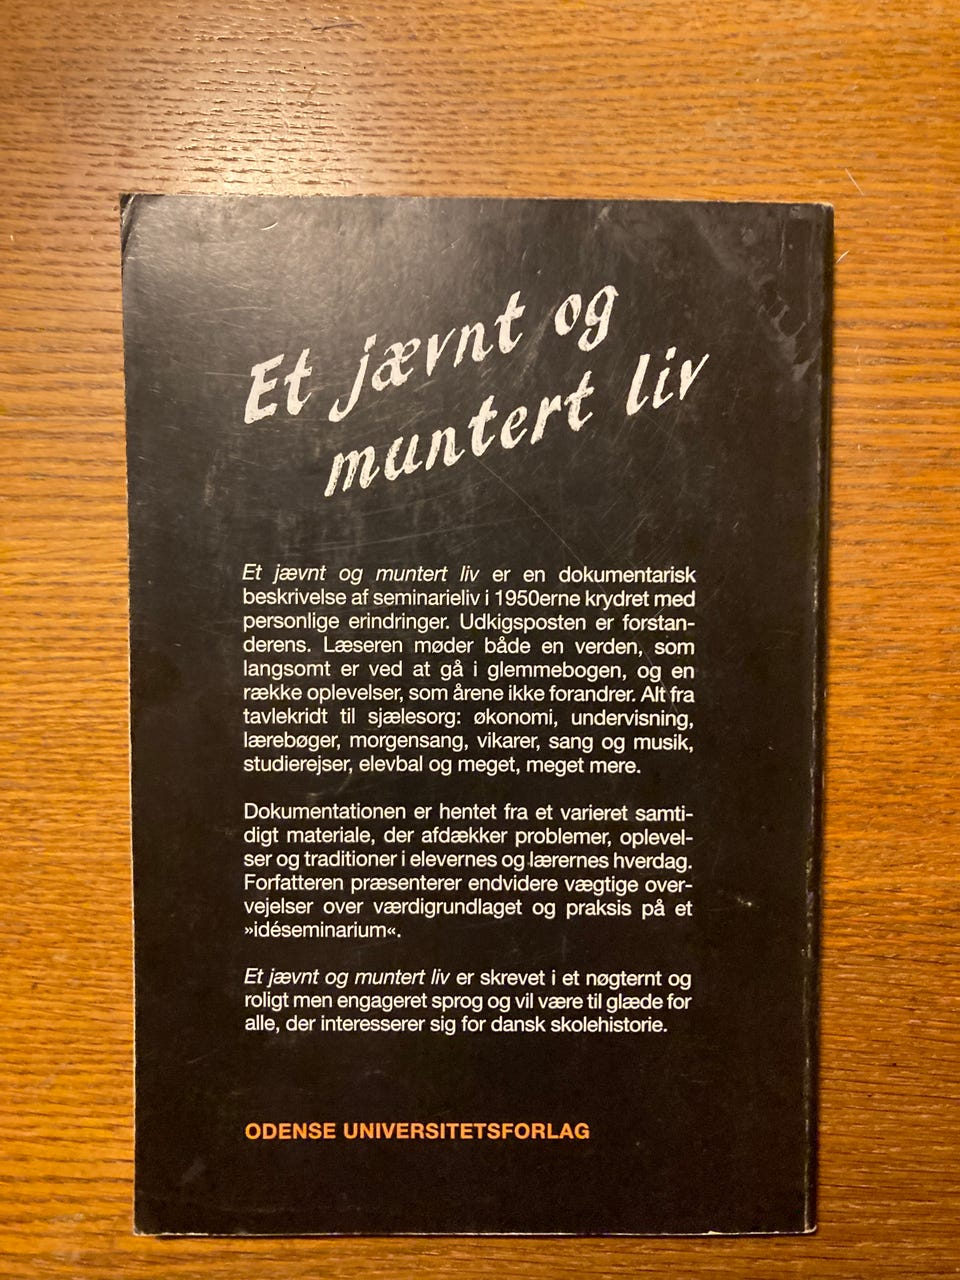 Et jævnt og
muntert liv
Et jævnt og muntert liv er en dokumentarisk
beskrivelse af seminarieliv i 1950erne krydret med
personlige erindringer. Udkigsposten er forstan-
derens. Læseren møder både en verden, som
langsomt er ved at gå i glemmebogen, og en
række oplevelser, som årene ikke forandrer. Alt fra
tavlekridt til sjælesorg: økonomi, undervisning,
lærebøger, morgensang, vikarer, sang og musik,
studierejser, elevbal og meget, meget mere.
Dokumentationen er hentet fra et varieret samti-
digt materiale, der afdækker problemer, oplevel-
ser og traditioner i elevernes og lærernes hverdag.
Forfatteren præsenterer endvidere vægtige over-
vejelser over værdigrundlaget og praksis på et
»idéseminarium«.
Et jævnt og muntert liv er skrevet i et nøgternt og
roligt men engageret sprog og vil være til glæde for
alle, der interesserer sig for dansk skolehistorie.
ODENSE UNIVERSITETSFORLAG